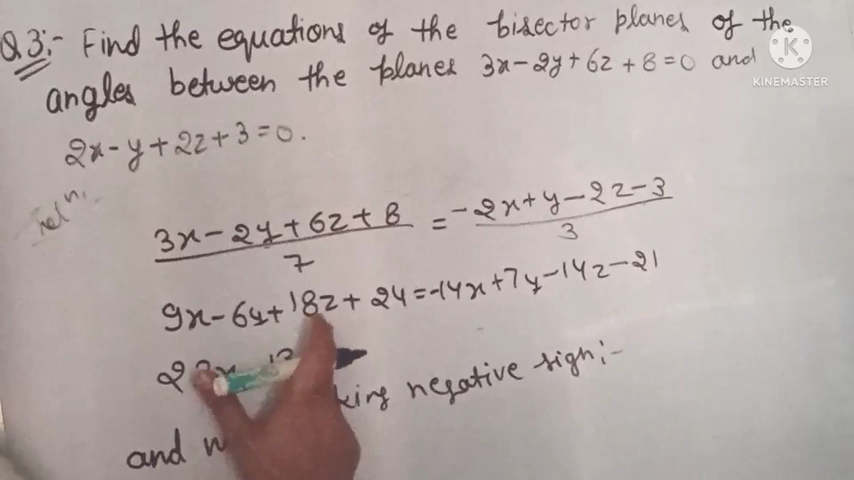 Q3:- Find the equations of the bisector planes of the
angles between the planes 3x-2y+6z+8=0 and
2x-y+2z+3=0.
Solⁿ.
3x-2y+6z+8/7 = -2x+y-2z-3/3
9x-6y+18z+24=-14x+7y-14z-21
and taking negative sign:-
K
KINEMASTER